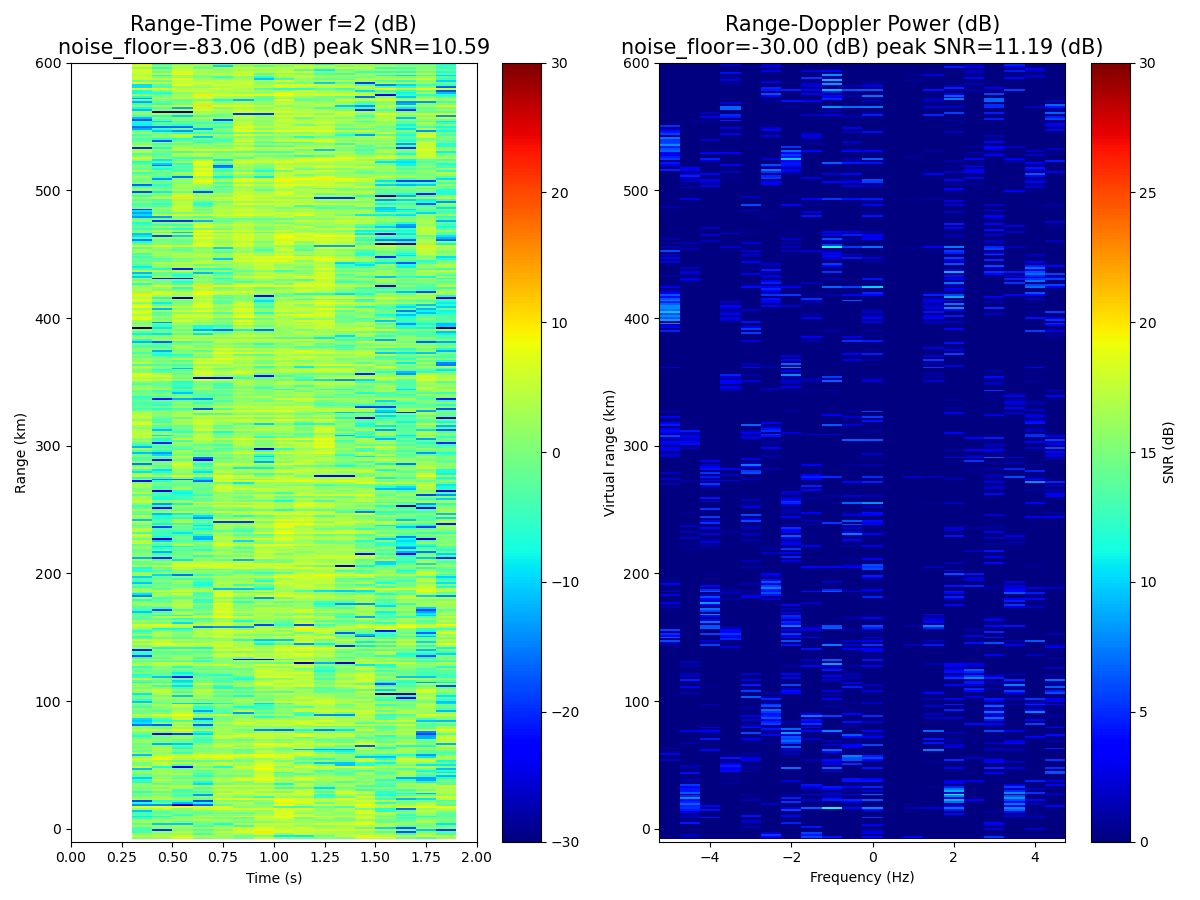 Range-Time Power f=2 (dB)
noise_floor=-83.06 (dB) peak SNR=10.59
600
500
400
300
200
100
0
Range (km)
0.00 0.25 0.50 0.75 1.00 1.25 1.50 1.75 2.00
Time (s)
30
20
10
0
−10
−20
−30
Range-Doppler Power (dB)
noise_floor=-30.00 (dB) peak SNR=11.19 (dB)
600
500
400
300
200
100
0
Virtual range (km)
−4 −2 0 2 4
Frequency (Hz)
30
25
20
15
10
5
0
SNR (dB)